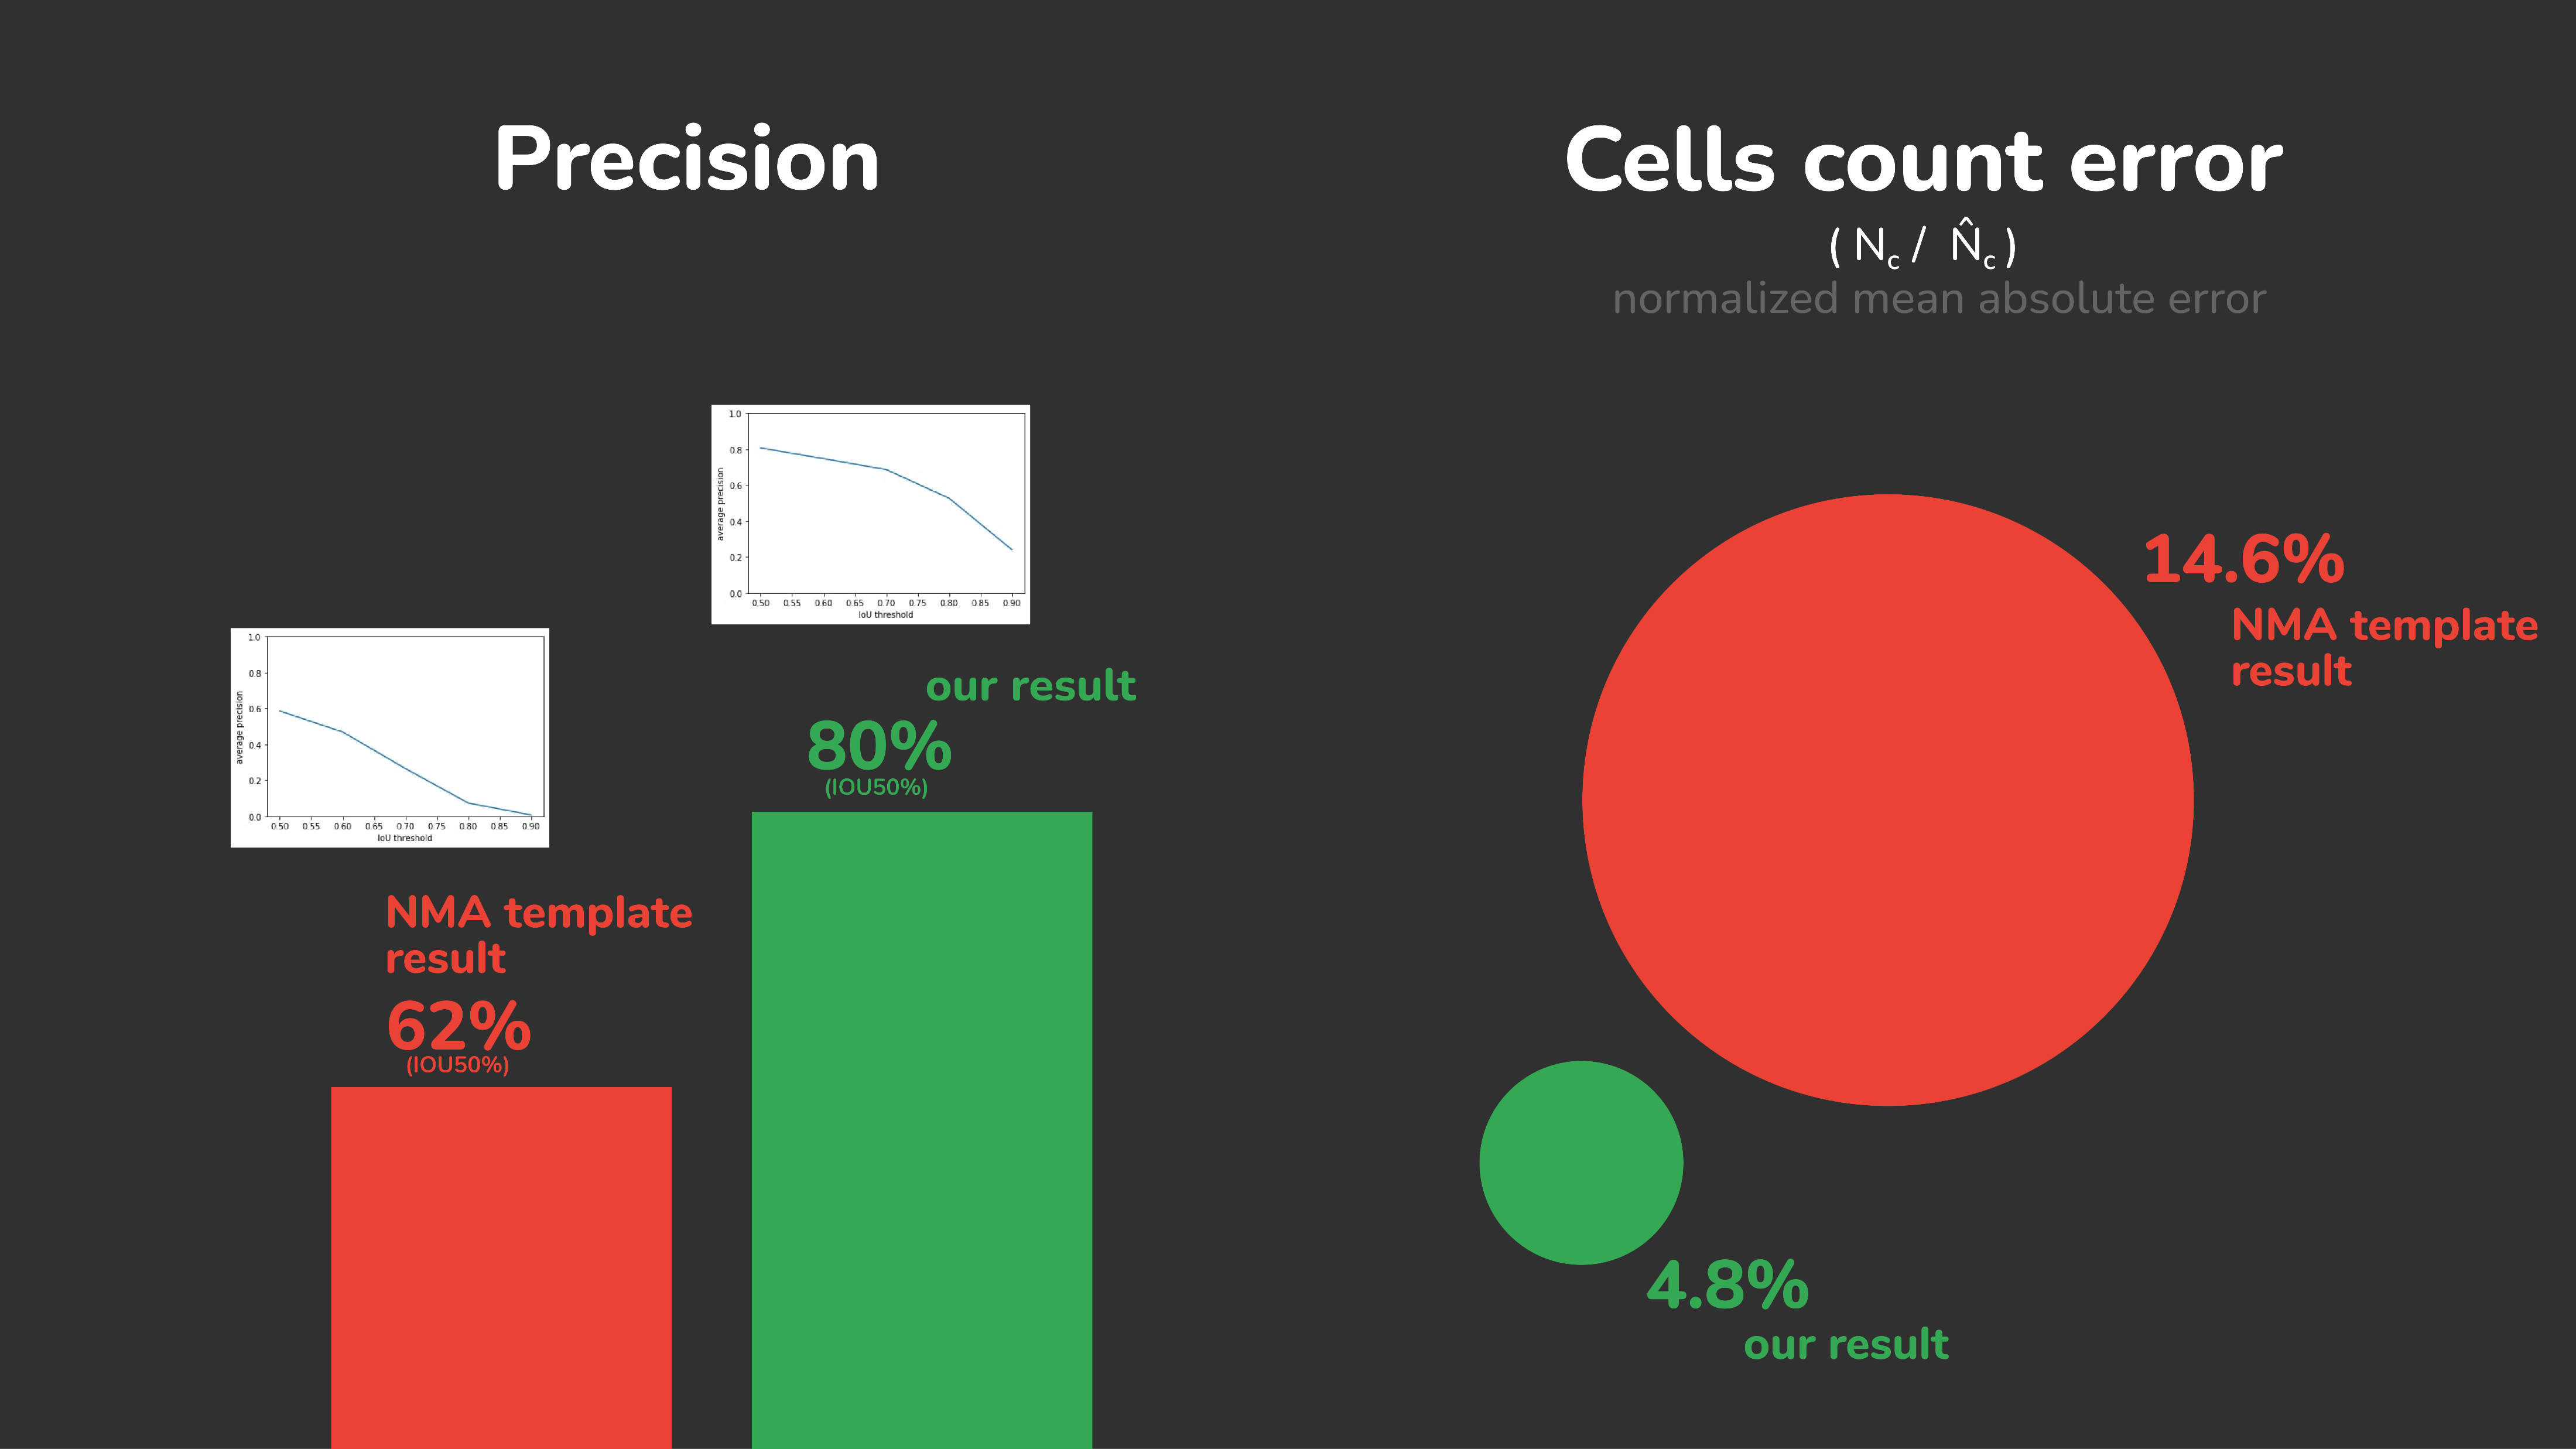 Precision
1.0
0.8
0.6
0.4
0.2
0.0
average precision
0.50 0.55 0.60 0.65 0.70 0.75 0.80 0.85 0.90
IoU threshold
our result
80%
(IOU50%)
1.0
0.8
0.6
0.4
0.2
0.0
average precision
0.50 0.55 0.60 0.65 0.70 0.75 0.80 0.85 0.90
IoU threshold
NMA template
result
62%
(IOU50%)
Cells count error
( N꜀ / N̂꜀ )
normalized mean absolute error
14.6%
NMA template
result
4.8%
our result